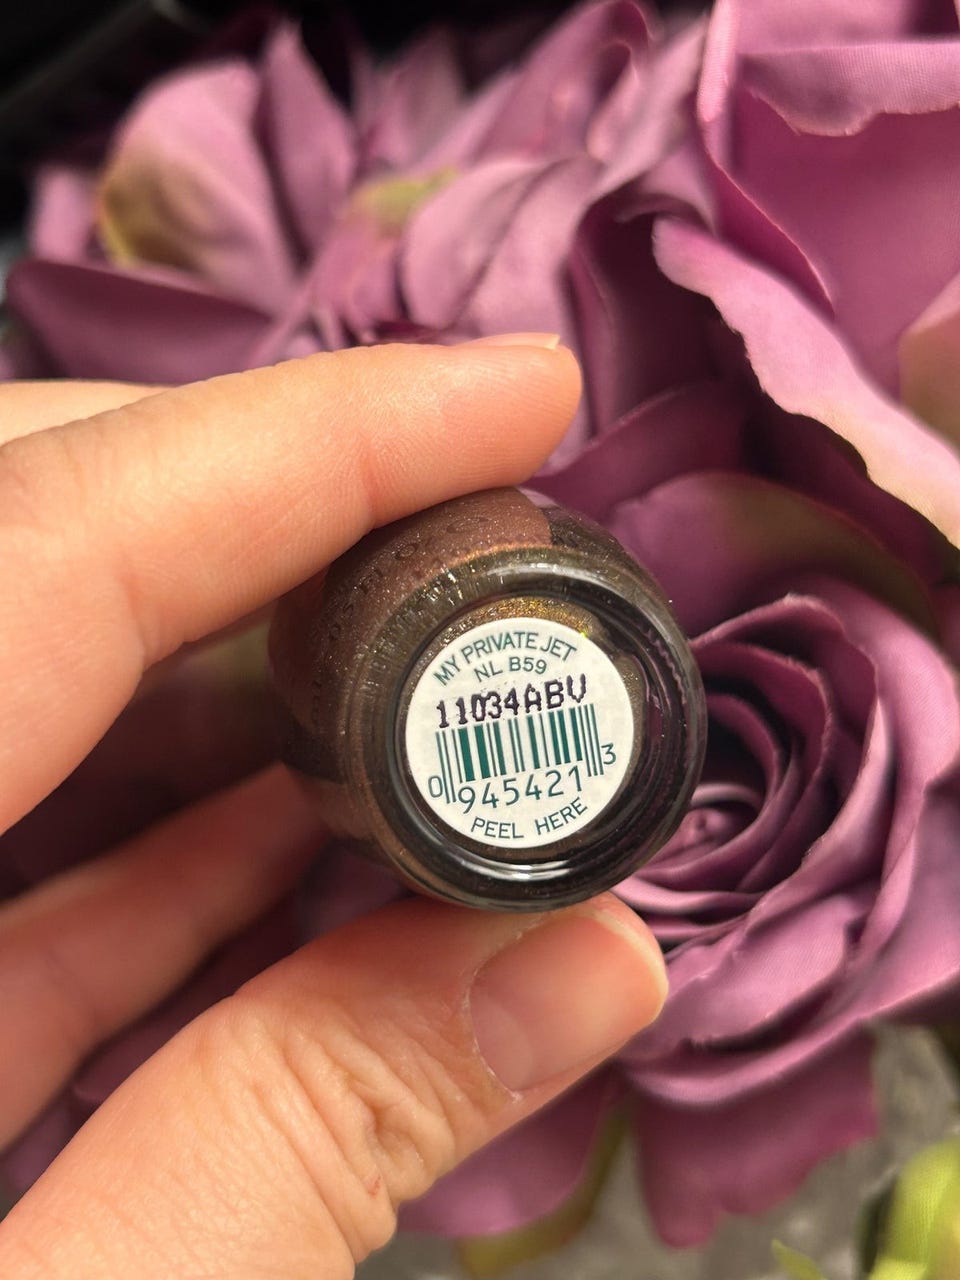 MY PRIVATE JET
NL B59
11034ABV
0 945421 3
PEEL HERE